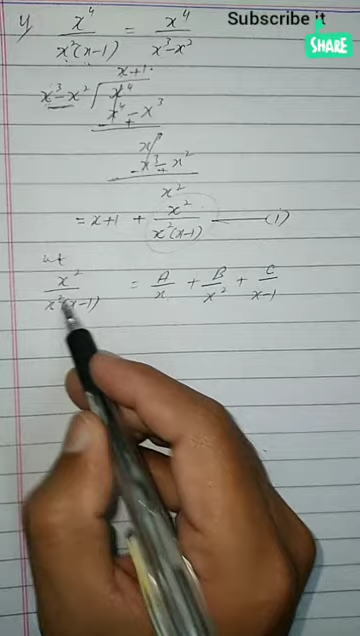 Subscribe it
SHARE
4) x⁴/x²(x-1) = x⁴/x³-x²
x+1
x³-x² √ x⁴
x⁴ - x³
- +
x³
x³ - x²
- +
x²
= x+1 + x²/x²(x-1) —— (1)
let
x²/x²(x-1) = A/x + B/x² + C/x-1